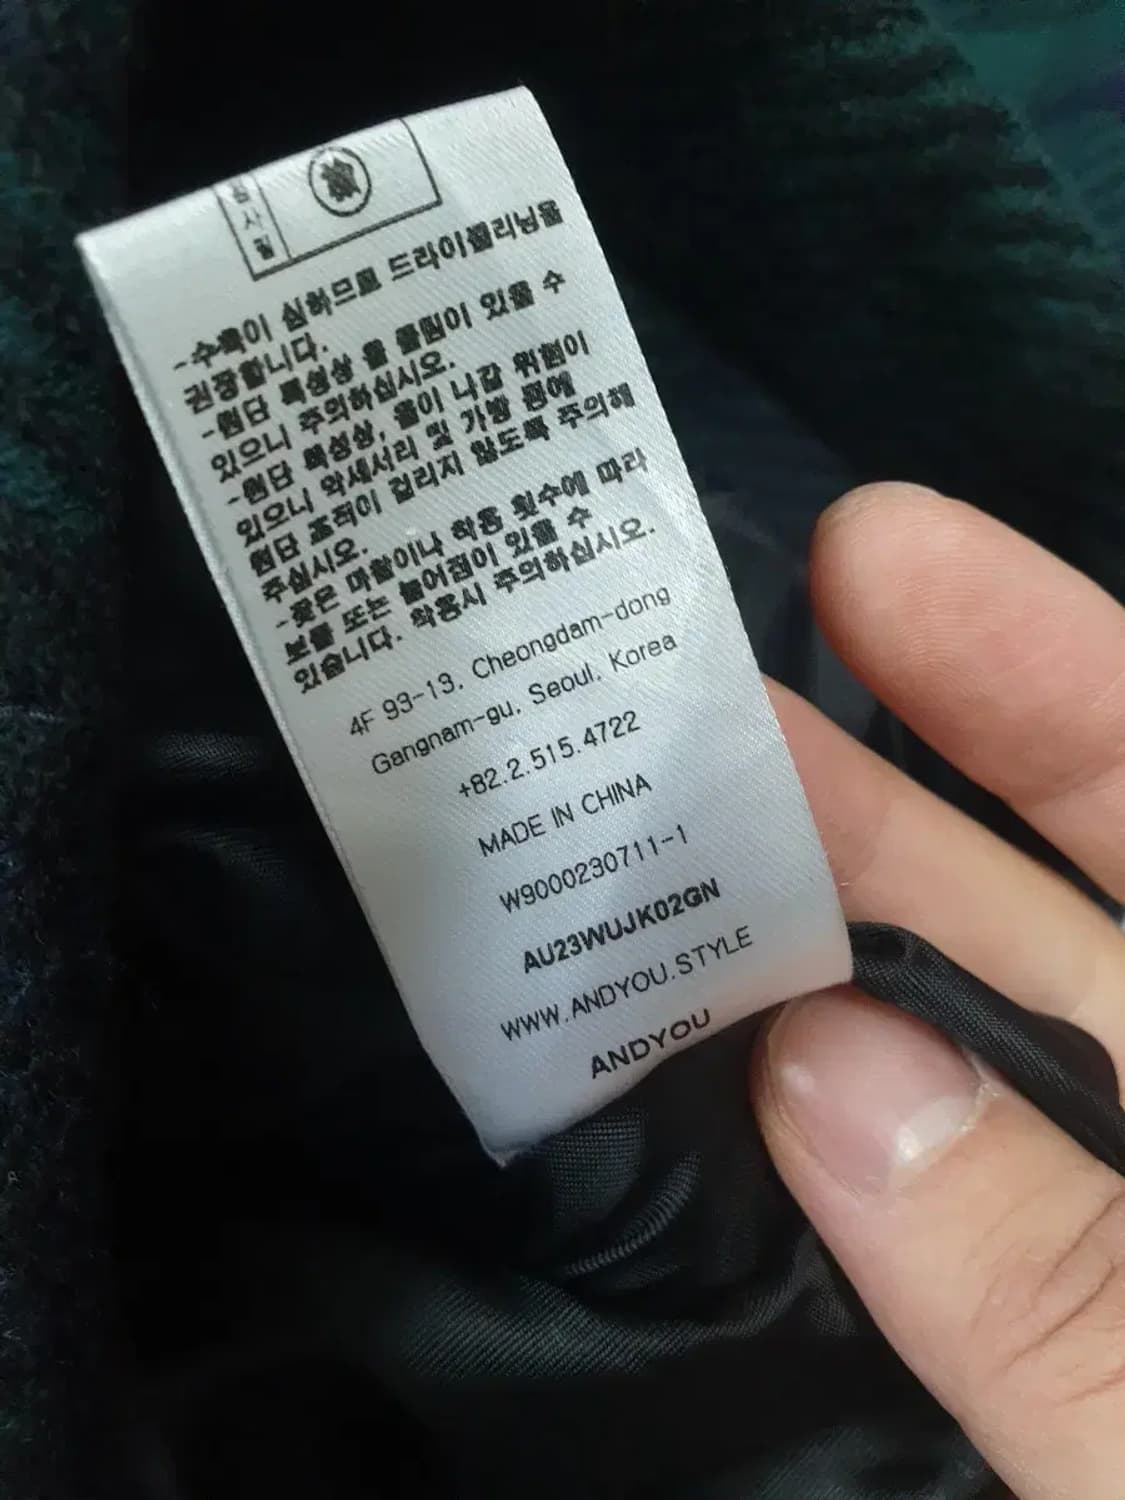 검사필
-수축이 심하므로 드라이클리닝을
권장합니다.
-원단 특성상 올 풀림이 있을 수
있으니 주의하십시오.
-원단 특성상, 올이 나갈 위험이
있으니 악세서리 및 가방 등에
원단 조직이 걸리지 않도록 주의해
주십시오.
-잦은 마찰이나 착용 횟수에 따라
보풀 또는 늘어짐이 있을 수
있습니다. 착용시 주의하십시오.
4F 93-13, Cheongdam-dong
Gangnam-gu, Seoul, Korea
+82.2.515.4722
MADE IN CHINA
W9000230711-1
AU23WUJK02GN
WWW.ANDYOU.STYLE
ANDYOU